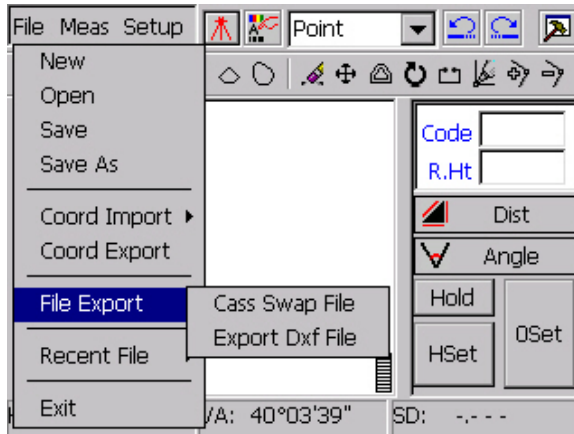 File Meas Setup Point
New
Open
Save
Save As
Code
R.Ht
Coord Import
Dist
Coord Export
Angle
File Export
Cass Swap File
Hold
Export Dxf File
0Set
Recent File
HSet
Exit
VA: 40°03'39" SD: -.---